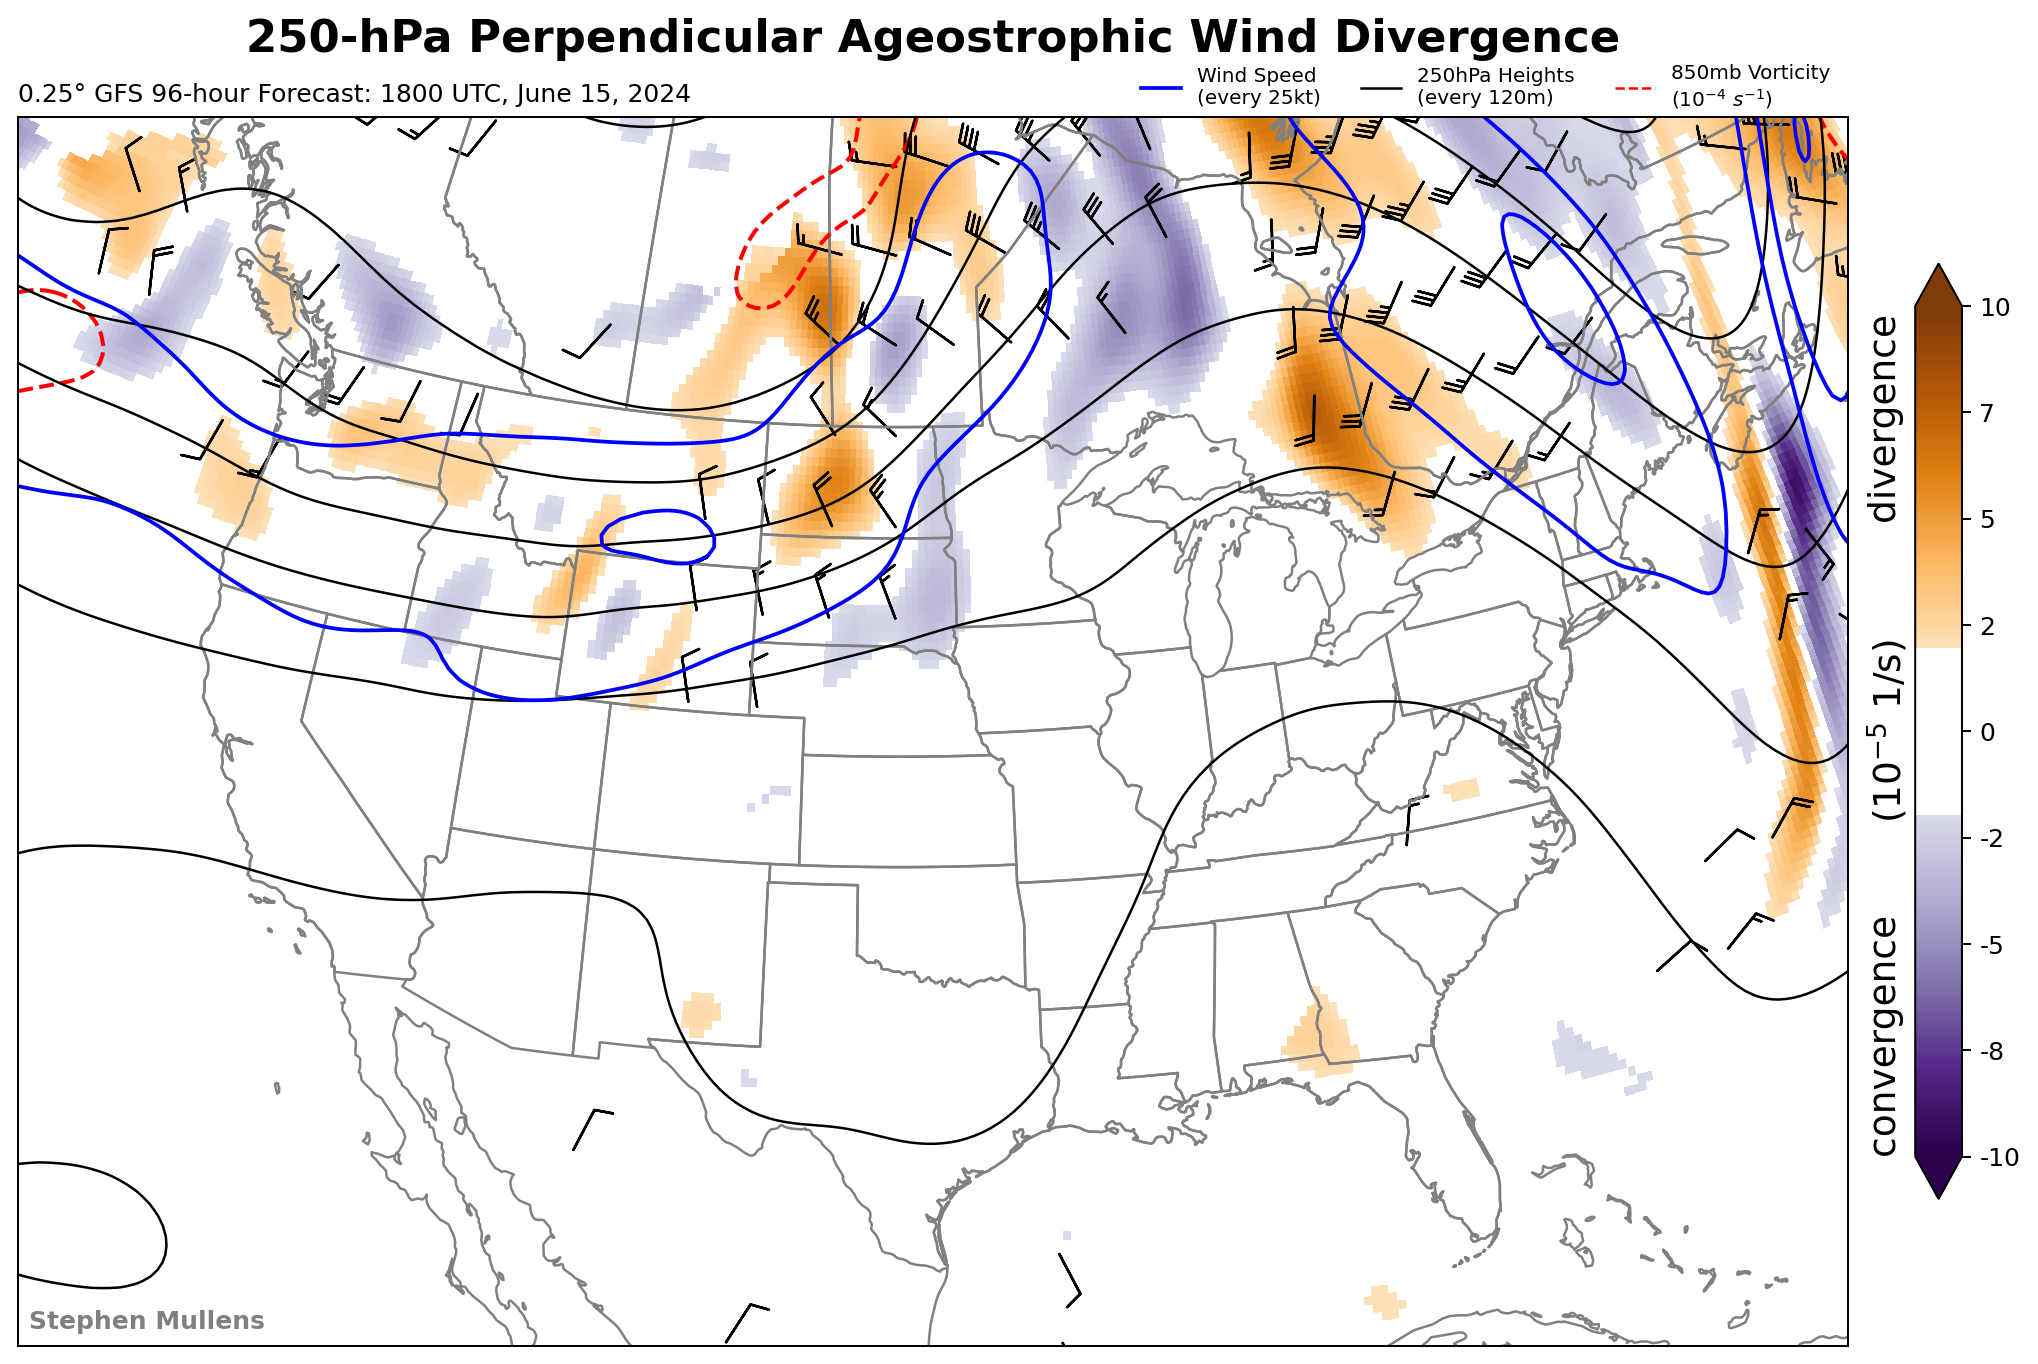 250-hPa Perpendicular Ageostrophic Wind Divergence
0.25° GFS 96-hour Forecast: 1800 UTC, June 15, 2024
Wind Speed
(every 25kt)
250hPa Heights
(every 120m)
850mb Vorticity
(10⁻⁴ s⁻¹)
10
7
5
2
0
-2
-5
-8
-10
convergence (10⁻⁵ 1/s) divergence
Stephen Mullens